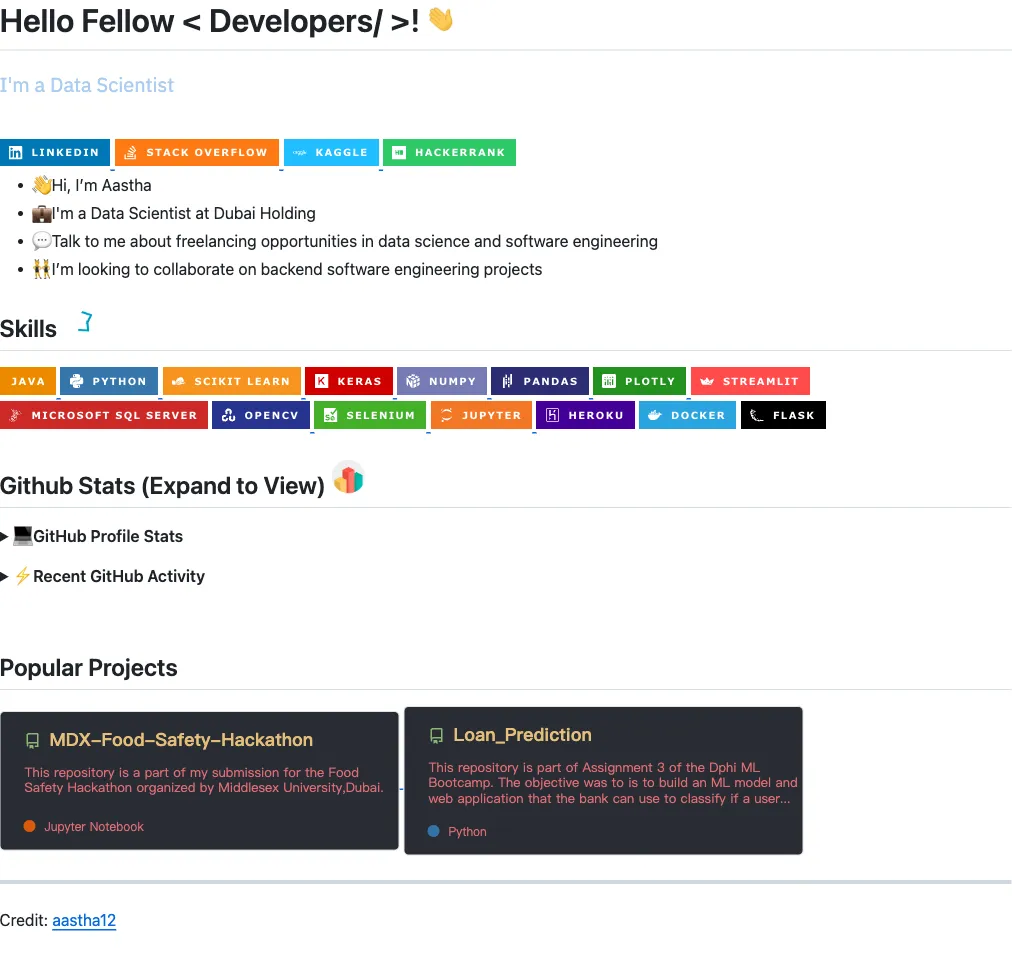 Hello Fellow < Developers/ >! 👋
I'm a Data Scientist
LINKEDIN STACK OVERFLOW kaggle KAGGLE HACKERRANK
• 👋Hi, I’m Aastha
• 💼I'm a Data Scientist at Dubai Holding
• 💬Talk to me about freelancing opportunities in data science and software engineering
• 👯I’m looking to collaborate on backend software engineering projects
Skills
JAVA PYTHON SCIKIT LEARN KERAS NUMPY PANDAS PLOTLY STREAMLIT
MICROSOFT SQL SERVER OPENCV SELENIUM JUPYTER HEROKU DOCKER FLASK
Github Stats (Expand to View)
💻GitHub Profile Stats
⚡Recent GitHub Activity
Popular Projects
MDX-Food-Safety-Hackathon
This repository is a part of my submission for the Food
Safety Hackathon organized by Middlesex University,Dubai.
Jupyter Notebook
Loan_Prediction
This repository is part of Assignment 3 of the Dphi ML
Bootcamp. The objective was to is to build an ML model and
web application that the bank can use to classify if a user...
Python
Credit: aastha12